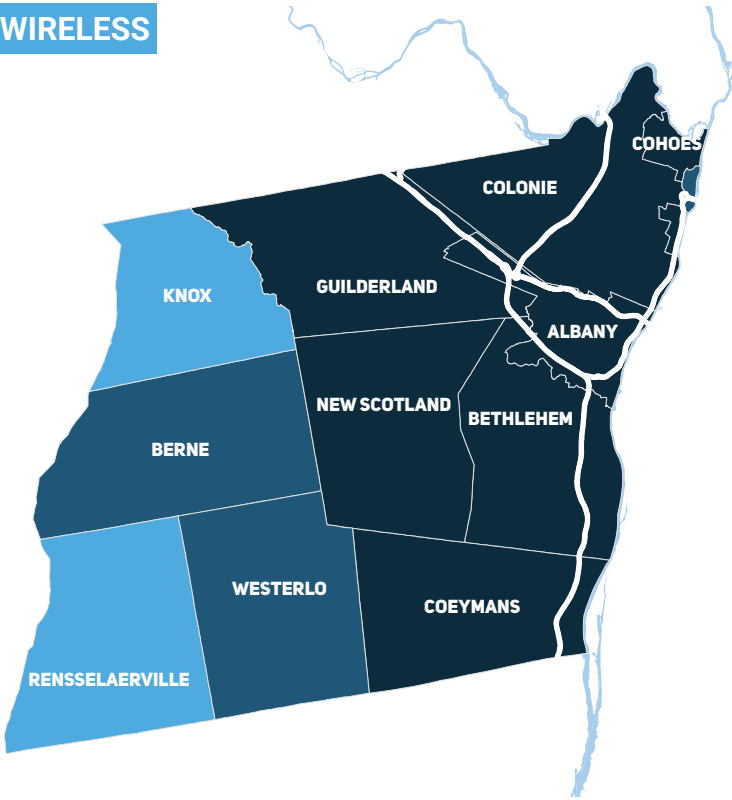 WIRELESS
COHOES
COLONIE
KNOX
GUILDERLAND
ALBANY
NEW SCOTLAND
BETHLEHEM
BERNE
WESTERLO
COEYMANS
RENSSELAERVILLE